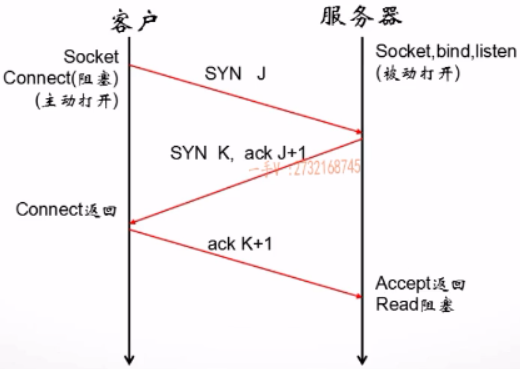 客户
服务器
Socket
Connect(阻塞)
(主动打开)
Socket,bind,listen
(被动打开)
SYN J
SYN K, ack J+1
一手V :2732168745
Connect返回
ack K+1
Accept返回
Read阻塞